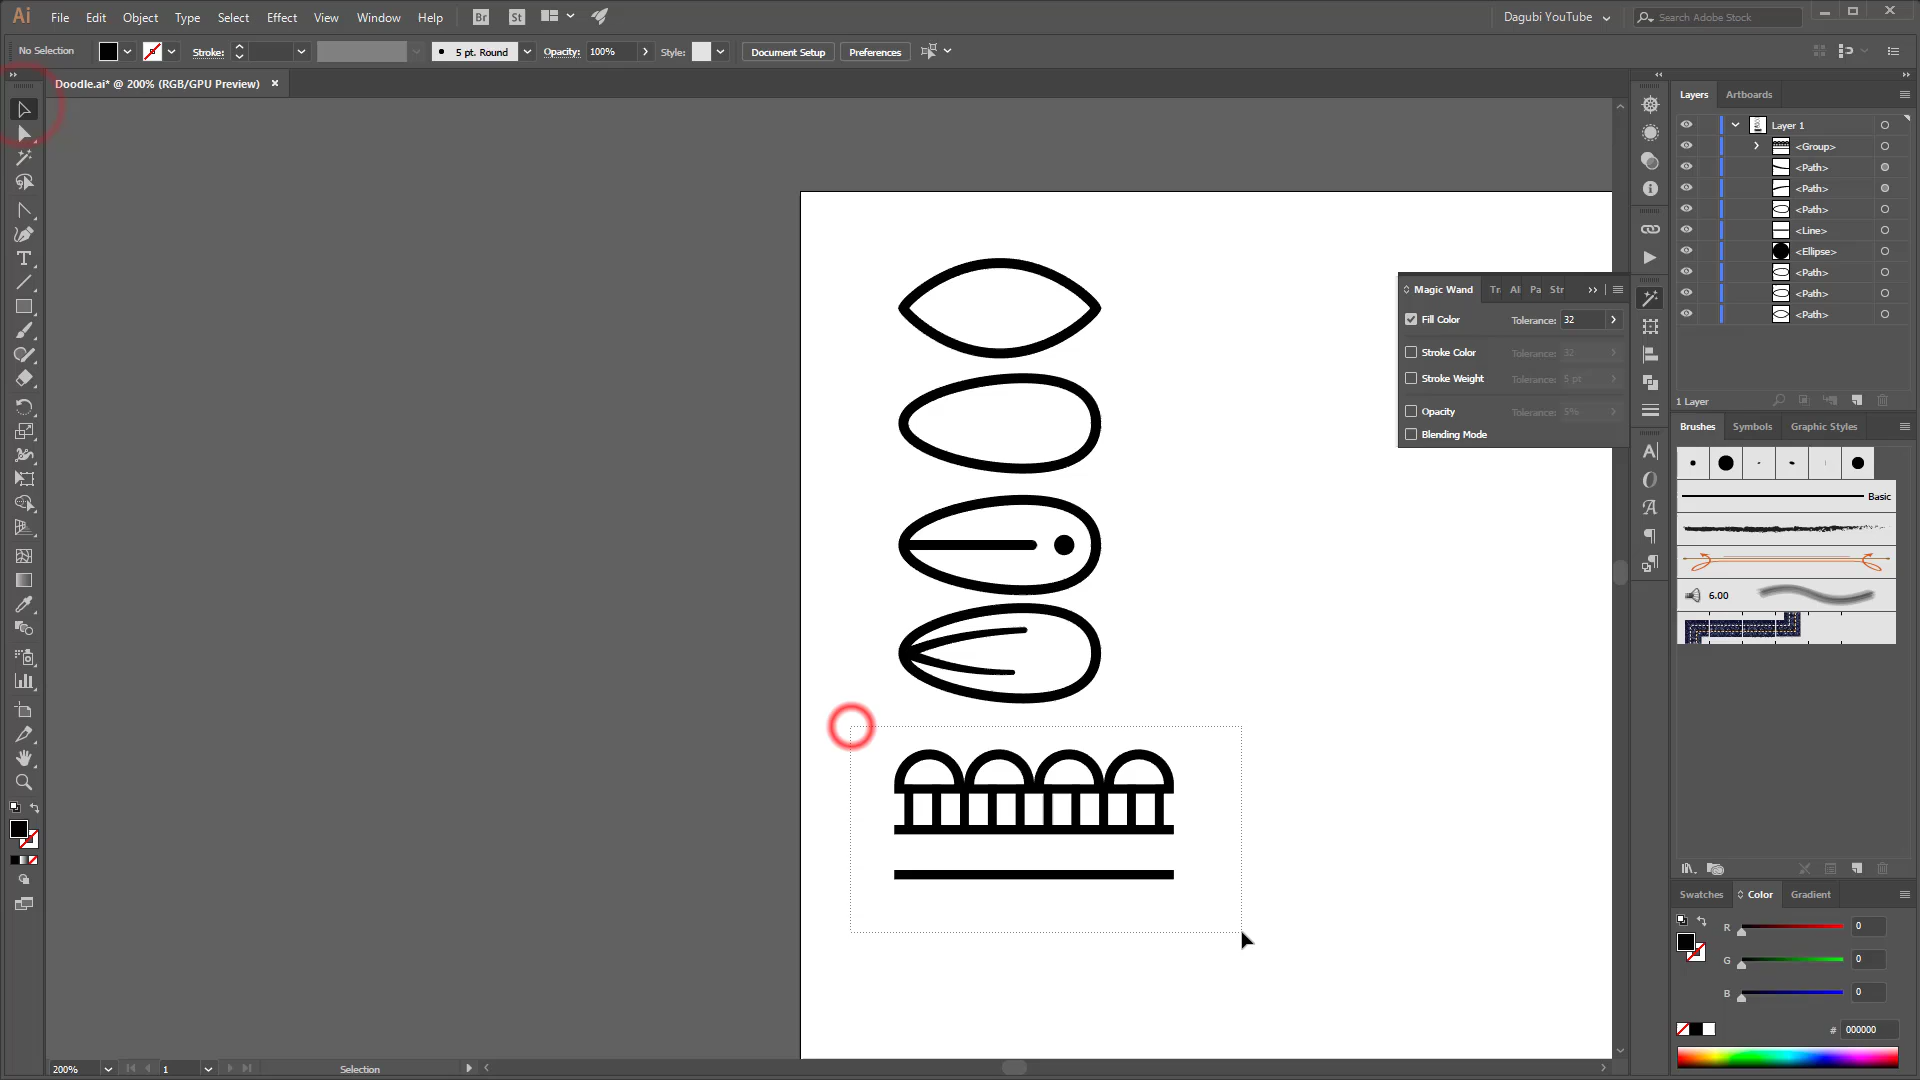 Ai File Edit Object Type Select Effect View Window Help Br St Dagubi YouTube Search Adobe Stock
No Selection Stroke: 5 pt. Round Opacity: 100% Style: Document Setup Preferences
Doodle.ai* @ 200% (RGB/GPU Preview)
Layers Artboards
Layer 1
<Group>
<Path>
<Path>
<Path>
<Line>
<Ellipse>
<Path>
<Path>
<Path>
1 Layer
Magic Wand Tr Al Pa Str
Fill Color Tolerance: 32
Stroke Color Tolerance: 32
Stroke Weight Tolerance: 5 pt
Opacity Tolerance: 5%
Blending Mode
Brushes Symbols Graphic Styles
Basic
6.00
Swatches Color Gradient
R 0
G 0
B 0
# 000000
200% 1 Selection